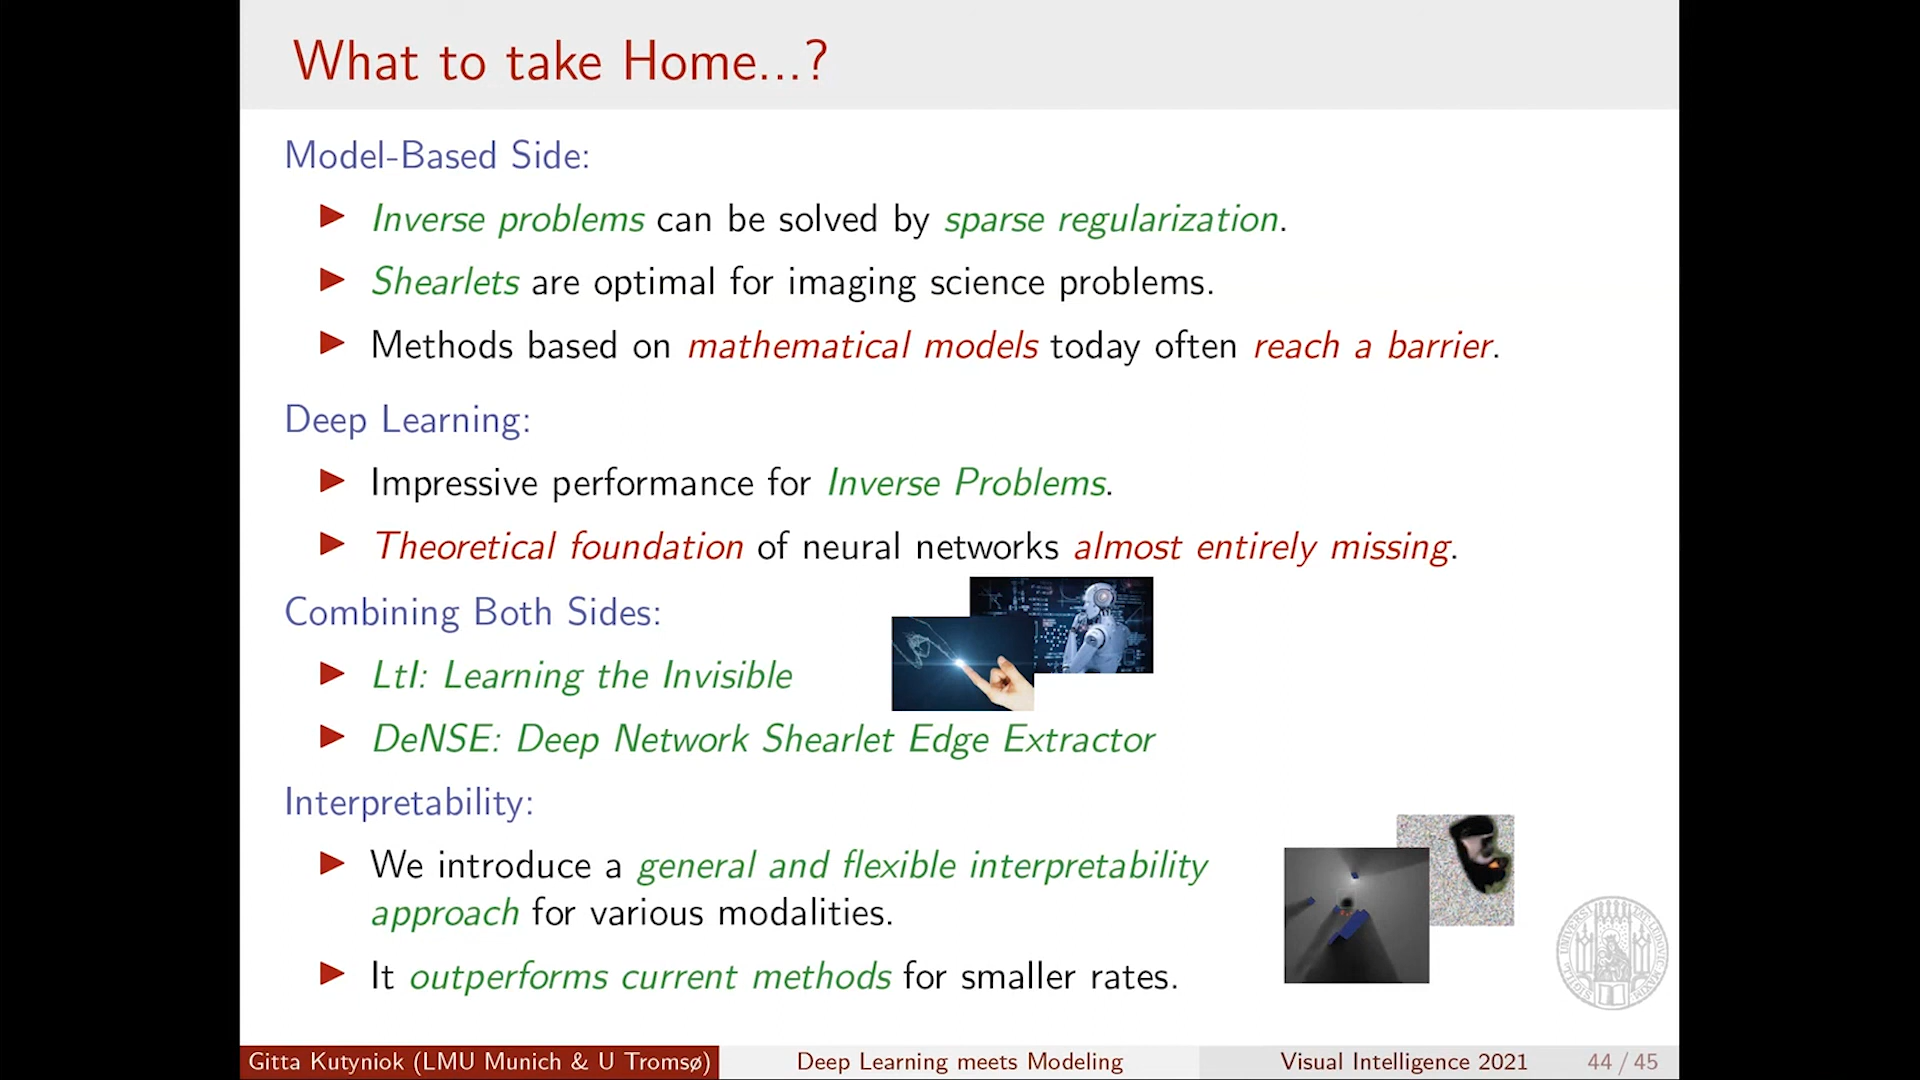 What to take Home...?
Model-Based Side:
Inverse problems can be solved by sparse regularization.
Shearlets are optimal for imaging science problems.
Methods based on mathematical models today often reach a barrier.
Deep Learning:
Impressive performance for Inverse Problems.
Theoretical foundation of neural networks almost entirely missing.
Combining Both Sides:
LtI: Learning the Invisible
DeNSE: Deep Network Shearlet Edge Extractor
Interpretability:
We introduce a general and flexible interpretability
approach for various modalities.
It outperforms current methods for smaller rates.
Gitta Kutyniok (LMU Munich & U Tromsø)
Deep Learning meets Modeling
Visual Intelligence 2021
44 / 45